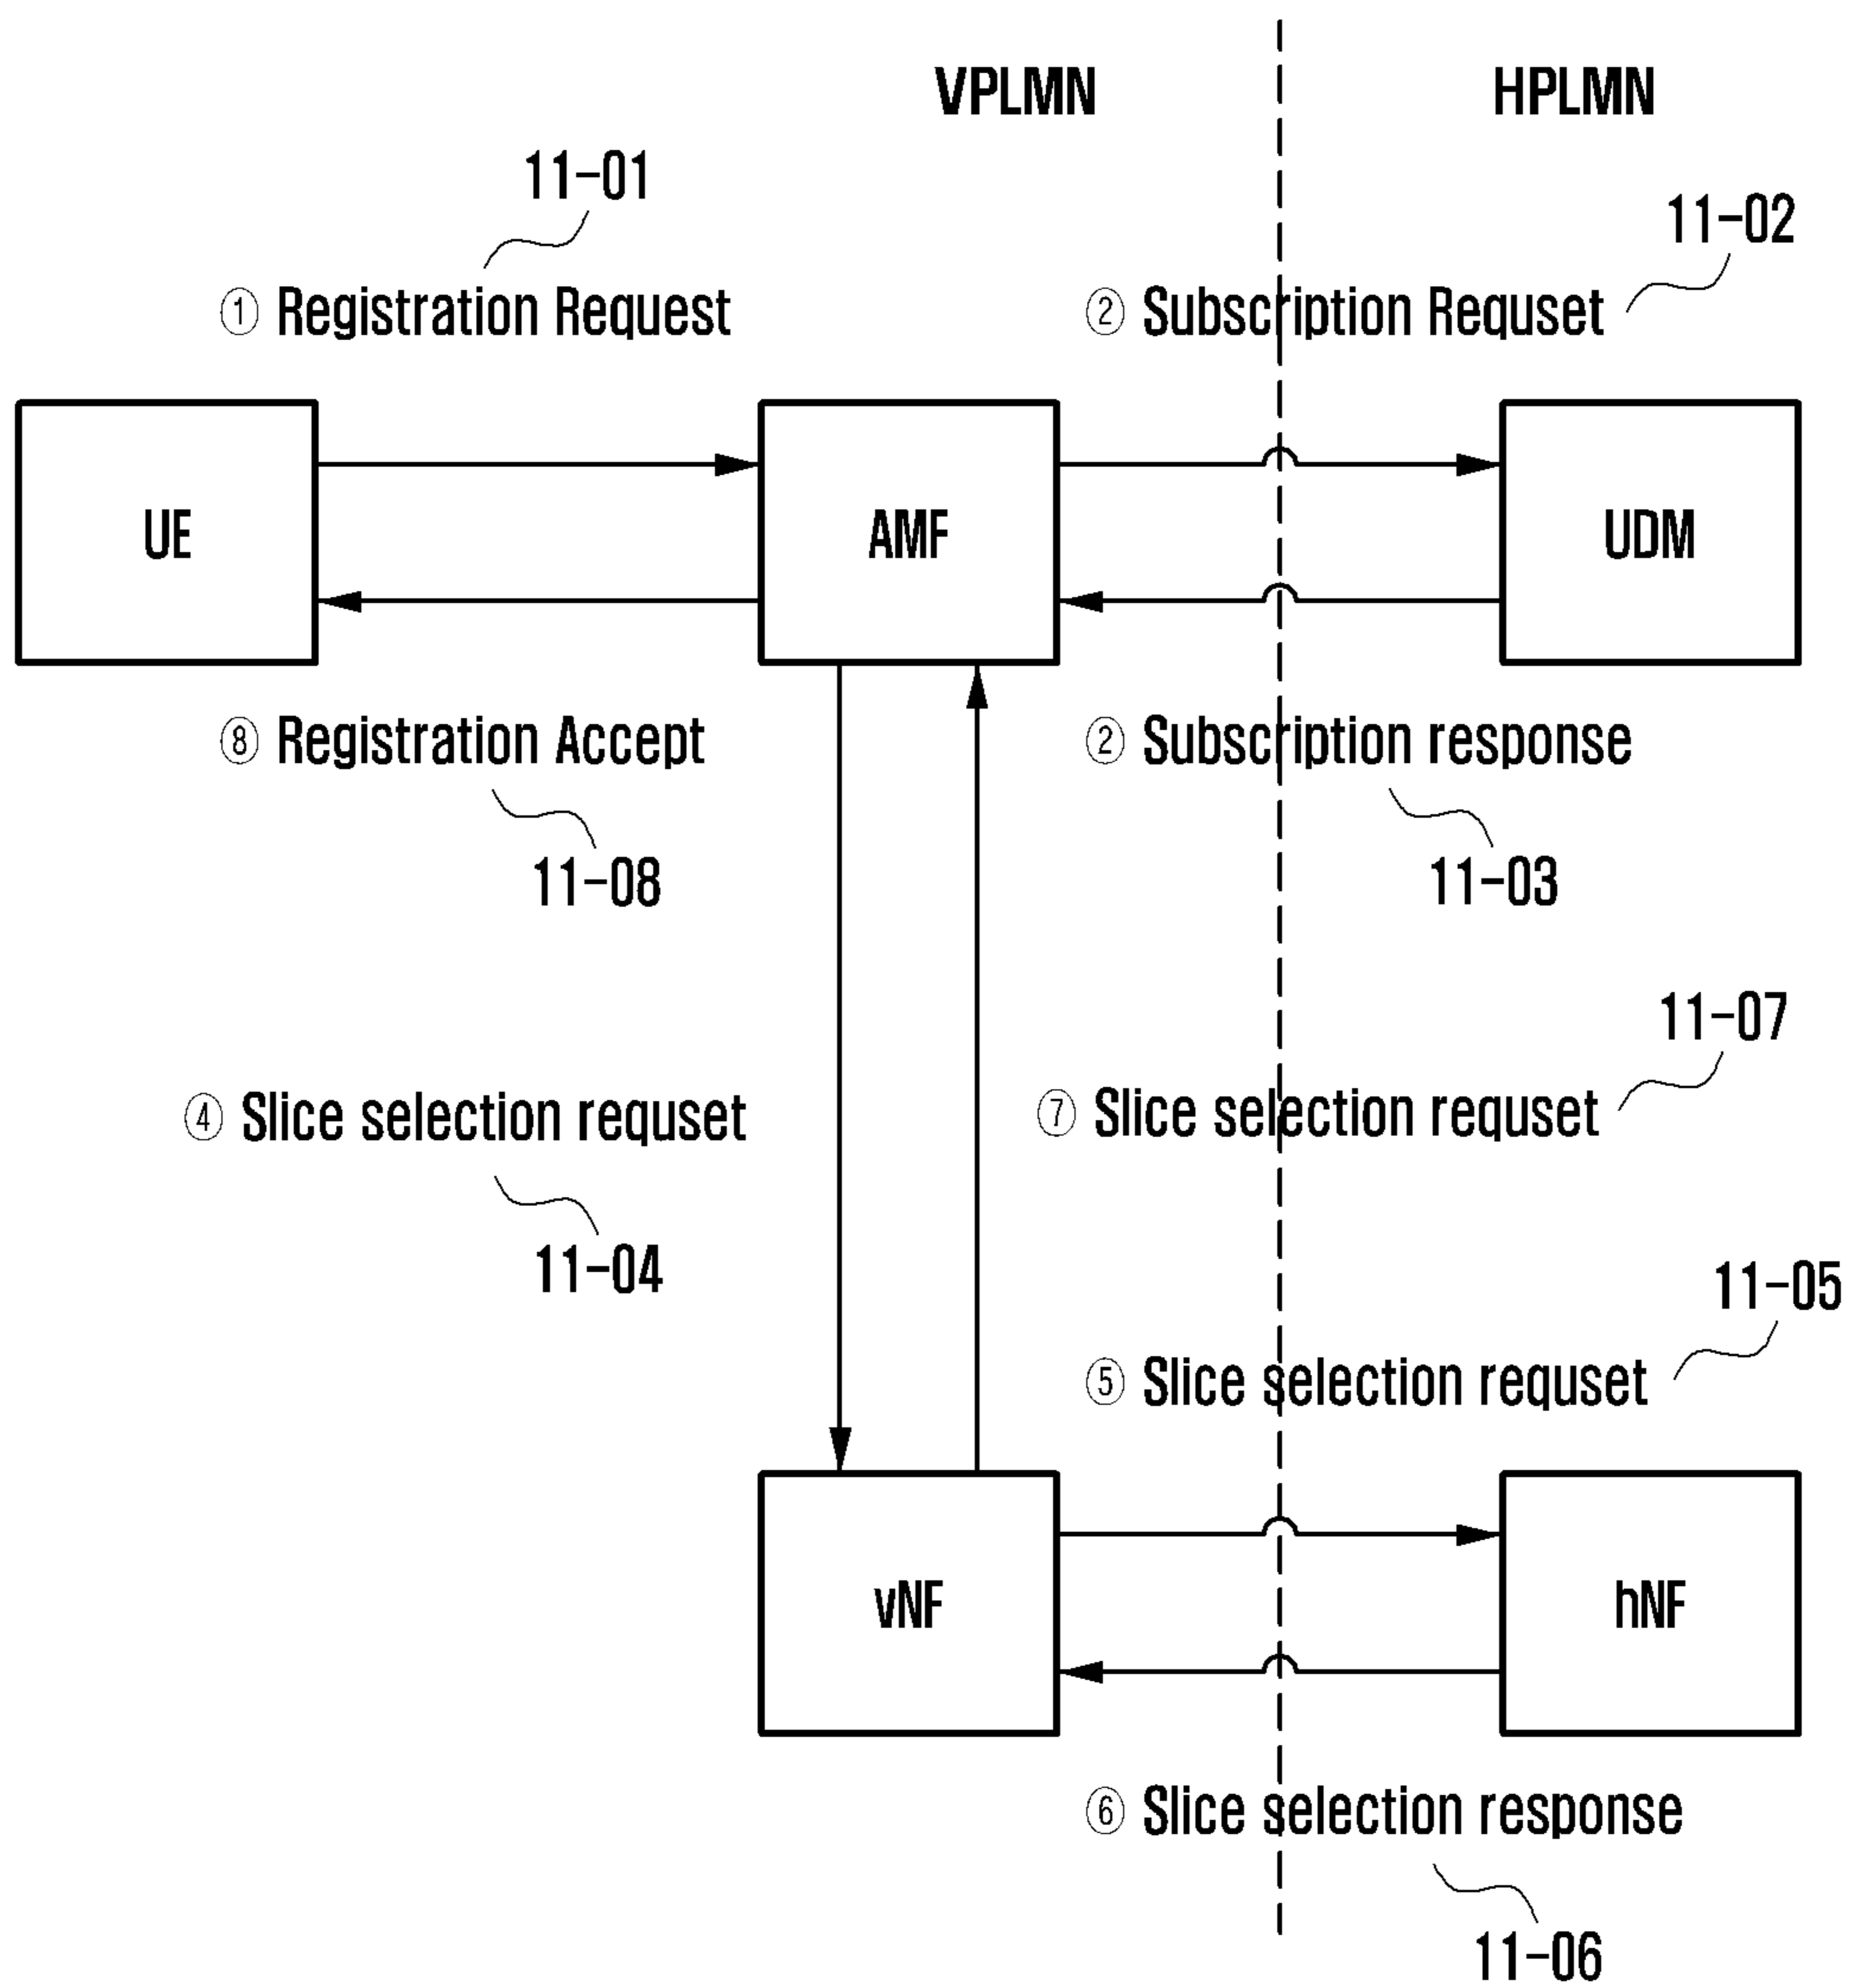 VPLMN HPLMN
11-01
11-02
① Registration Request ② Subscription Requset
UE AMF UDM
⑧ Registration Accept ② Subscription response
11-08 11-03
11-07
④ Slice selection requset ⑦ Slice selection requset
11-04
11-05
⑤ Slice selection requset
vNF hNF
⑥ Slice selection response
11-06